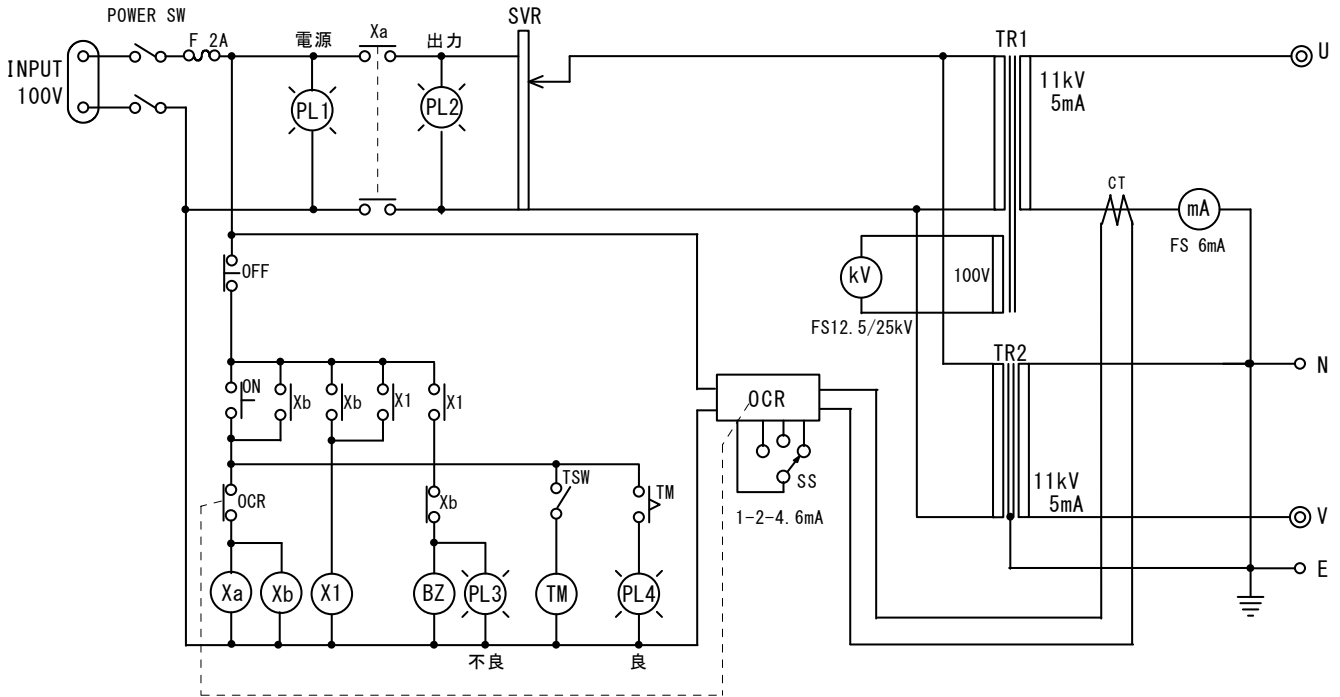 POWER SW
F 2A
電源
Xa
出力
SVR
TR1
U
INPUT
100V
PL1
PL2
11kV
5mA
CT
mA
FS 6mA
OFF
kV
100V
FS12.5/25kV
TR2
N
ON
Xb
Xb
X1
X1
OCR
TSW
TM
SS
OCR
Xb
1-2-4.6mA
11kV
5mA
V
E
Xa
Xb
X1
BZ
PL3
TM
PL4
不良
良